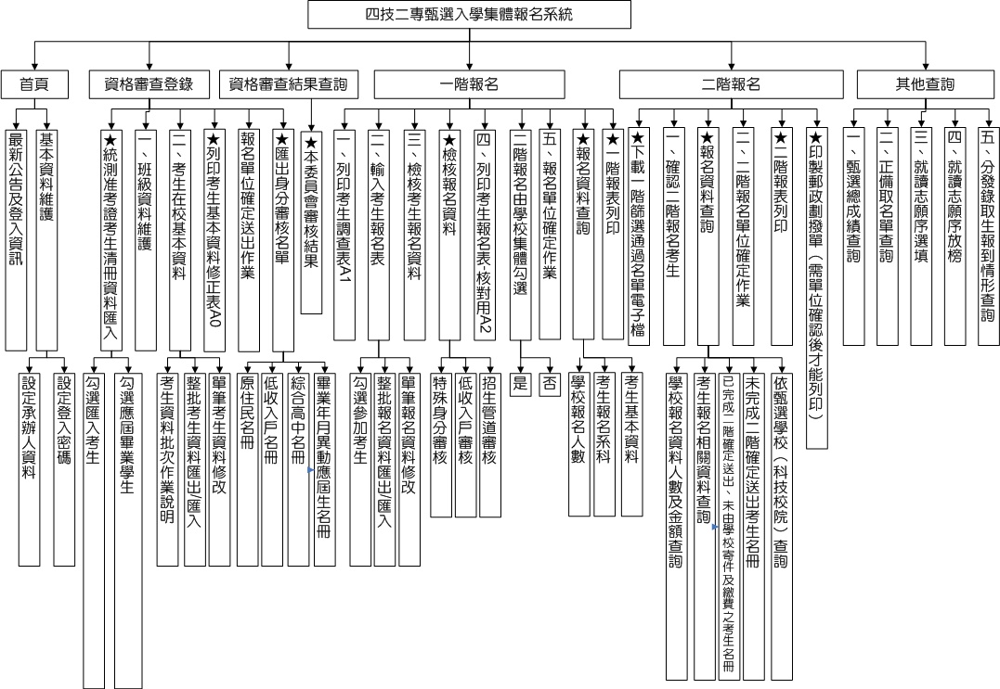 四技二專甄選入學集體報名系統
首頁
資格審查登錄
資格審查結果查詢
一階報名
二階報名
其他查詢
最新公告及登入資訊
基本資料維護
★統測准考證考生清冊資料匯入
一、班級資料維護
二、考生在校基本資料
★列印考生基本資料修正表A0
報名單位確定送出作業
★匯出身分審核名單
★本委員會審核結果
一、列印考生調查表A1
二、輸入考生報名表
三、檢核考生報名資料
★檢核報名資料
四、列印考生報名表-核對用A2
二階報名由學校集體勾選
五、報名單位確定作業
★報名資料查詢
★一階報表列印
★下載一階篩選通過名單電子檔
一、確認二階報名考生
★報名資料查詢
二、二階報名單位確定作業
★二階報表列印
★印製郵政劃撥單（需單位確認後才能列印）
一、甄選總成績查詢
二、正備取名單查詢
三、就讀志願序選填
四、就讀志願序放榜
五、分發錄取生報到情形查詢
設定承辦人資料
設定登入密碼
勾選匯入考生
勾選應屆畢業學生
考生資料批次作業說明
整批考生資料匯出/匯入
單筆考生資料修改
原住民名冊
低收入戶名冊
綜合高中名冊
畢業年月異動應屆生名冊
勾選參加考生
整批報名資料匯出/匯入
單筆報名資料修改
特殊身分審核
低收入戶審核
招生管道審核
是
否
學校報名人數
考生報名系科
考生基本資料
學校報名資料人數及金額查詢
考生報名相關資料查詢
已完成二階確定送出、未由學校寄件及繳費之考生名冊
未完成二階確定送出考生名冊
依甄選學校（科技校院）查詢